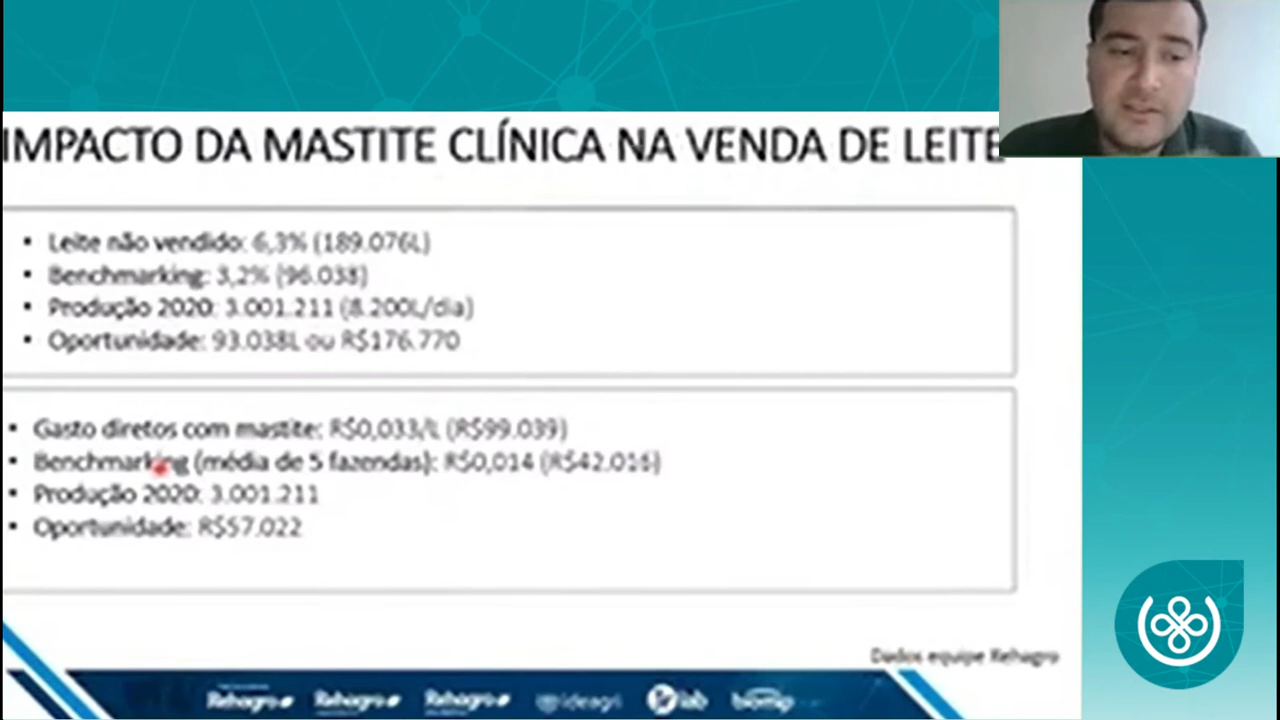 IMPACTO DA MASTITE CLÍNICA NA VENDA DE LEITE
• Leite não vendido: 6,3% (189.076L)
• Benchmarking: 3,2% (96.038)
• Produção 2020: 3.001.211 (8.200L/dia)
• Oportunidade: 93.038L ou R$176.770
• Gasto diretos com mastite: R$0,033/L (R$99.039)
• Benchmarking (média de 5 fazendas): R$0,014 (R$42.016)
• Produção 2020: 3.001.211
• Oportunidade: R$57.022
Dados equipe Rehagro
Rehagro Rehagro Rehagro @ideagri lab